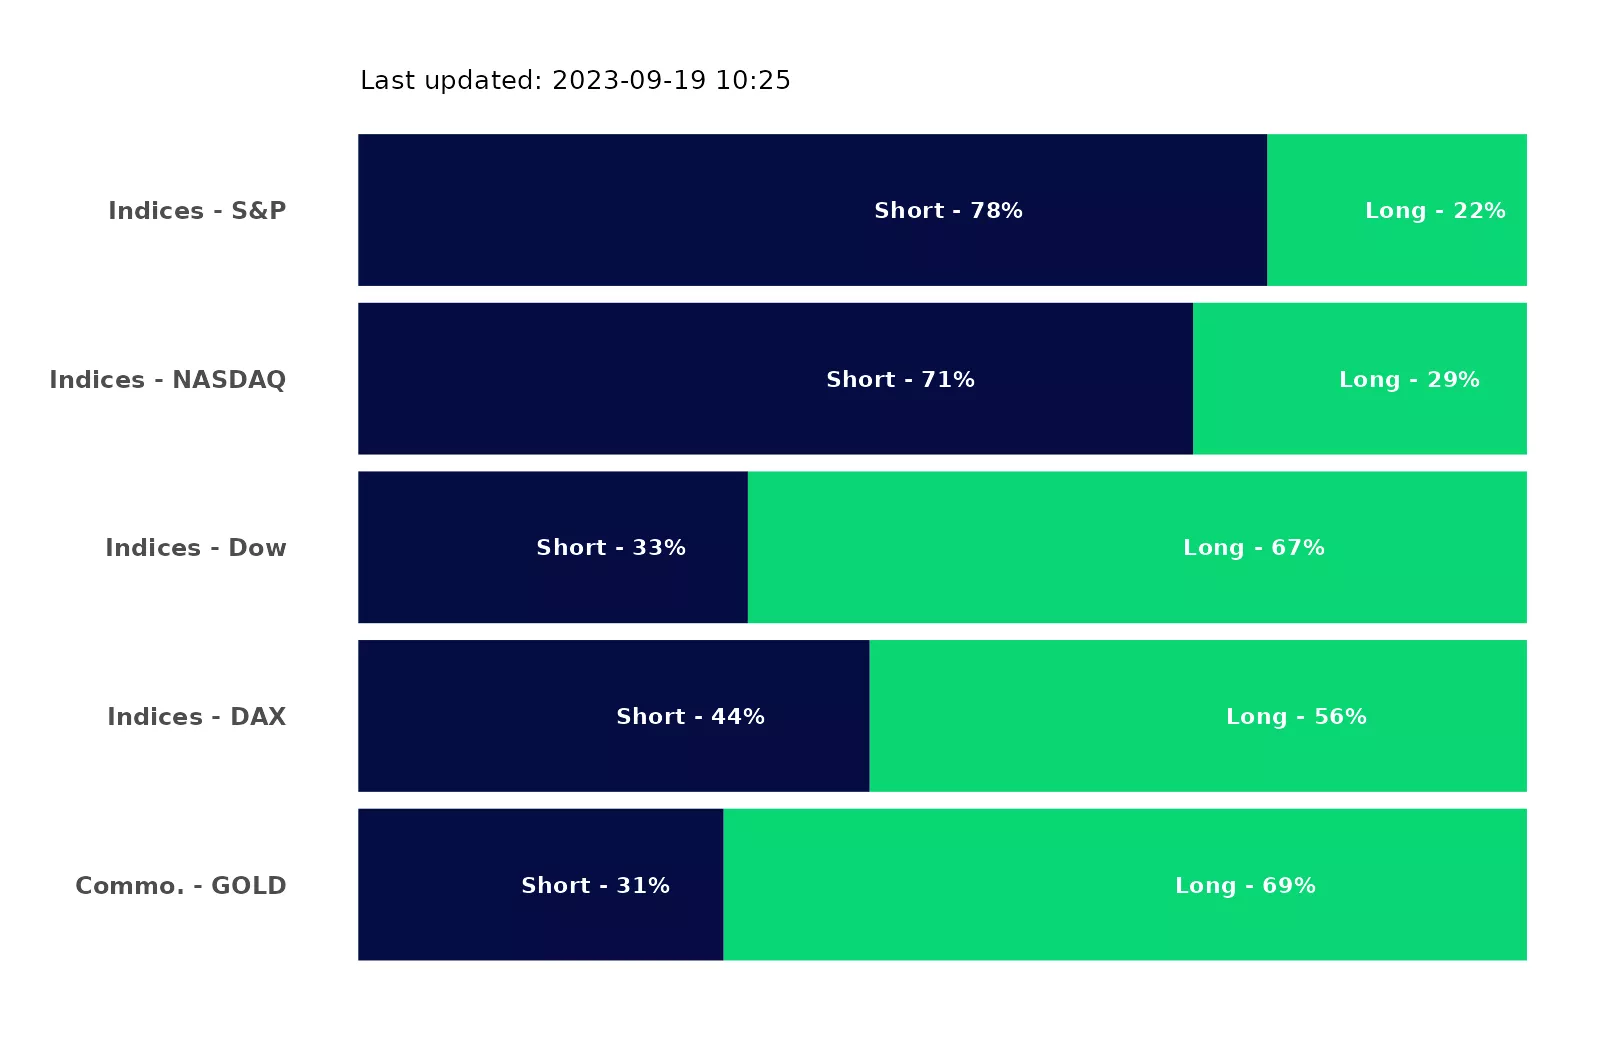 Last updated: 2023-09-19 10:25
Indices - S&P Short - 78% Long - 22%
Indices - NASDAQ Short - 71% Long - 29%
Indices - Dow Short - 33% Long - 67%
Indices - DAX Short - 44% Long - 56%
Commo. - GOLD Short - 31% Long - 69%